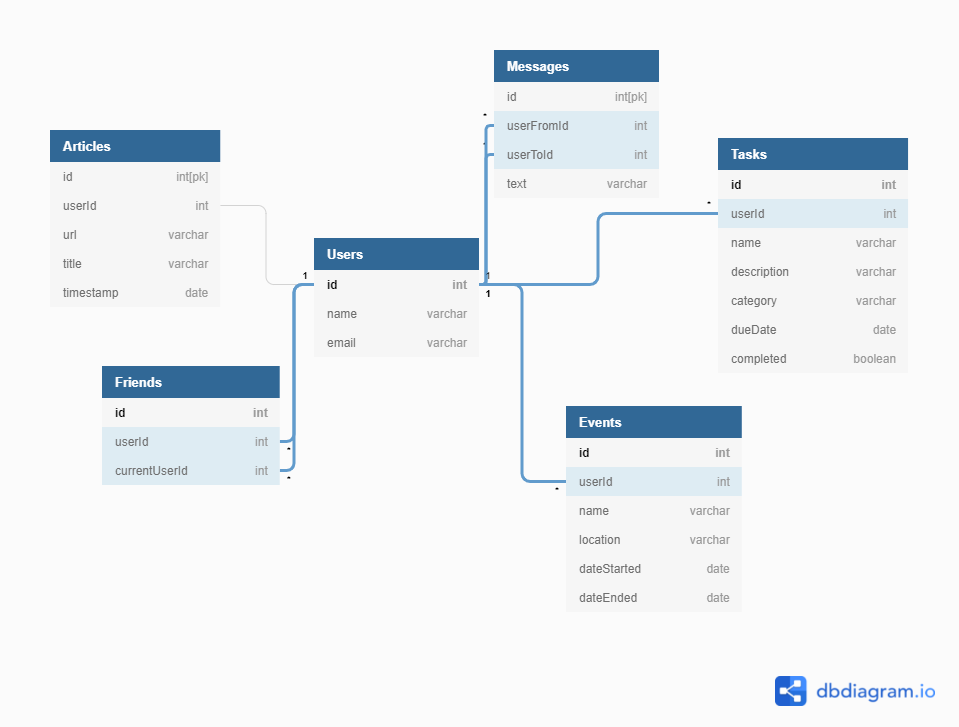 Messages
id int[pk]
userFromId int
userToId int
text varchar
Articles
id int[pk]
userId int
url varchar
title varchar
timestamp date
Tasks
id int
userId int
name varchar
description varchar
category varchar
dueDate date
completed boolean
Users
id int
name varchar
email varchar
Friends
id int
userId int
currentUserId int
Events
id int
userId int
name varchar
location varchar
dateStarted date
dateEnded date
1
1
1
*
*
*
*
*
dbdiagram.io